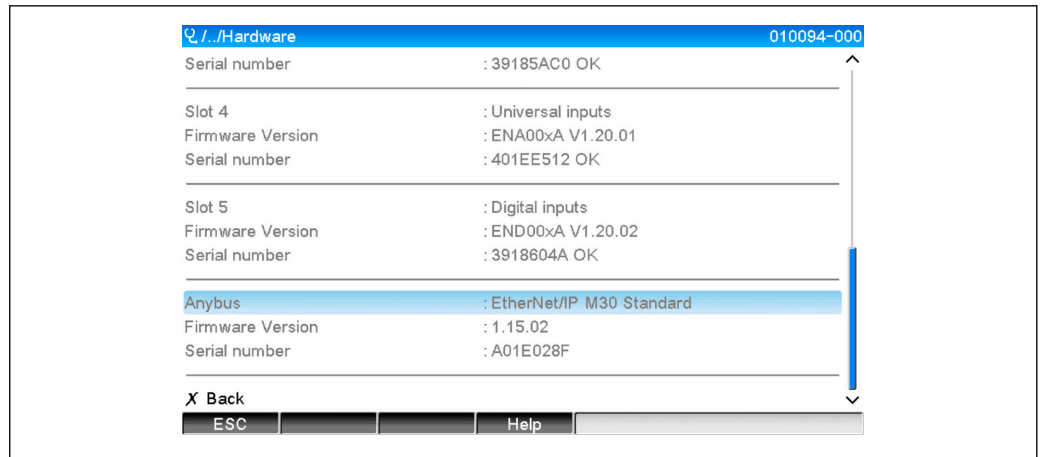 /../Hardware 010094-000
Serial number : 39185AC0 OK
Slot 4 : Universal inputs
Firmware Version : ENA00xA V1.20.01
Serial number : 401EE512 OK
Slot 5 : Digital inputs
Firmware Version : END00xA V1.20.02
Serial number : 3918604A OK
Anybus : EtherNet/IP M30 Standard
Firmware Version : 1.15.02
Serial number : A01E028F
X Back
ESC Help